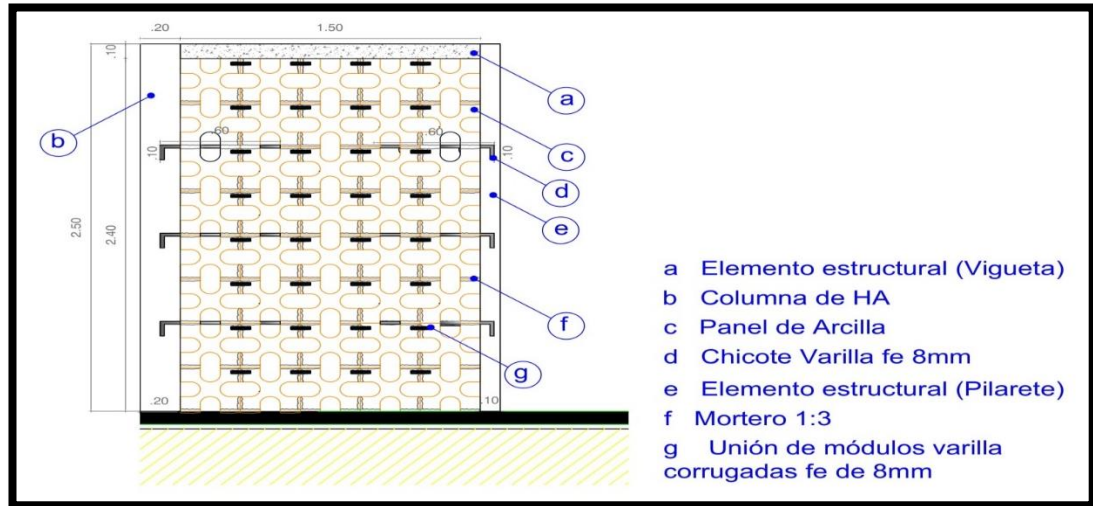 .20
1.50
.10
a
b
.60
.60
.10
.10
c
d
e
2.50
2.40
f
g
.20
.10
a Elemento estructural (Vigueta)
b Columna de HA
c Panel de Arcilla
d Chicote Varilla fe 8mm
e Elemento estructural (Pilarete)
f Mortero 1:3
g Unión de módulos varilla
corrugadas fe de 8mm